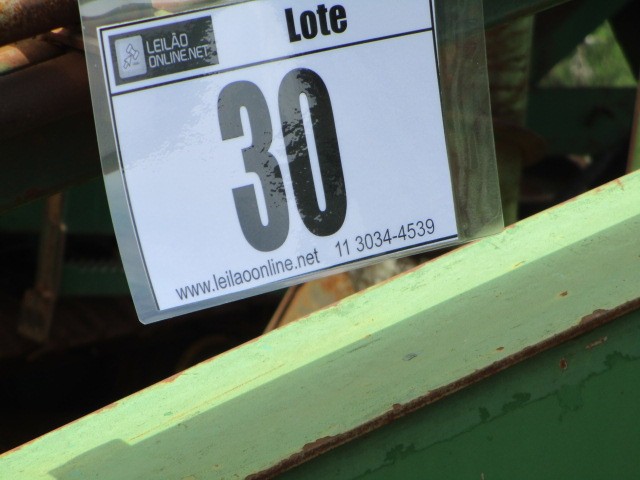 LEILÃO
ONLINE.NET
Lote
30
www.leilaoonline.net 11 3034-4539